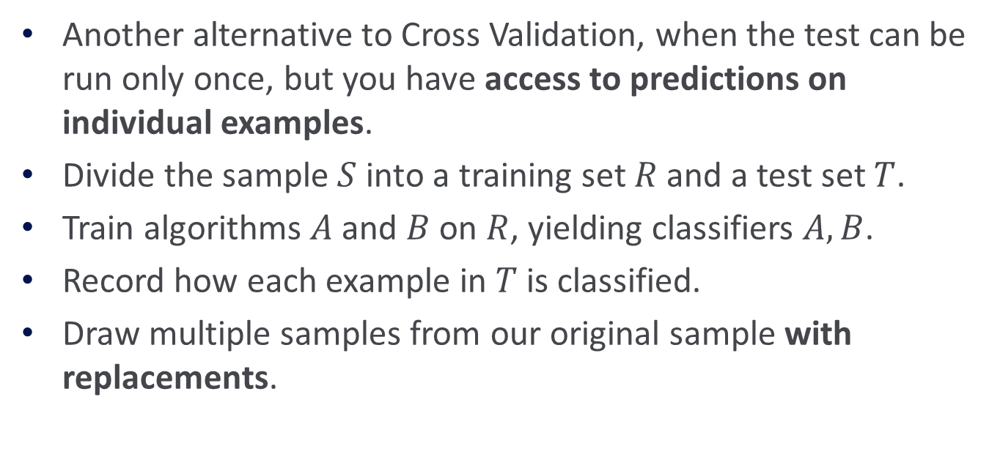 • Another alternative to Cross Validation, when the test can be
run only once, but you have access to predictions on
individual examples.
• Divide the sample S into a training set R and a test set T.
• Train algorithms A and B on R, yielding classifiers A, B.
• Record how each example in T is classified.
• Draw multiple samples from our original sample with
replacements.